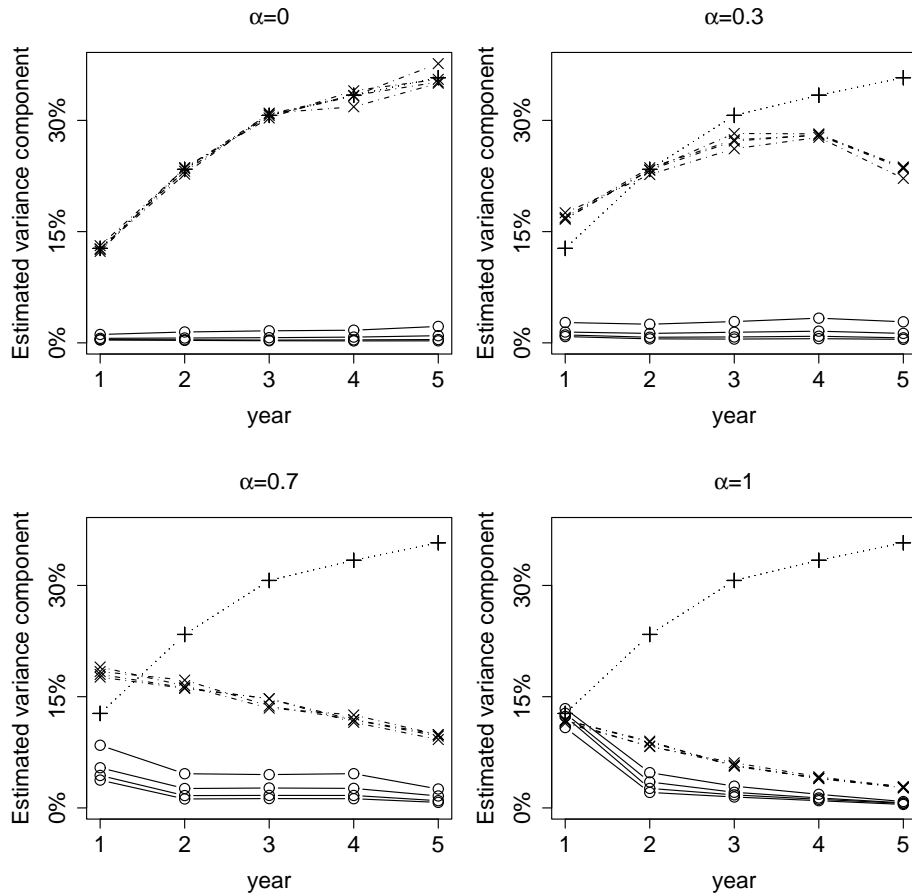 α=0
Estimated variance component
0%
15%
30%
1 2 3 4 5
year
α=0.3
Estimated variance component
0%
15%
30%
1 2 3 4 5
year
α=0.7
Estimated variance component
0%
15%
30%
1 2 3 4 5
year
α=1
Estimated variance component
0%
15%
30%
1 2 3 4 5
year